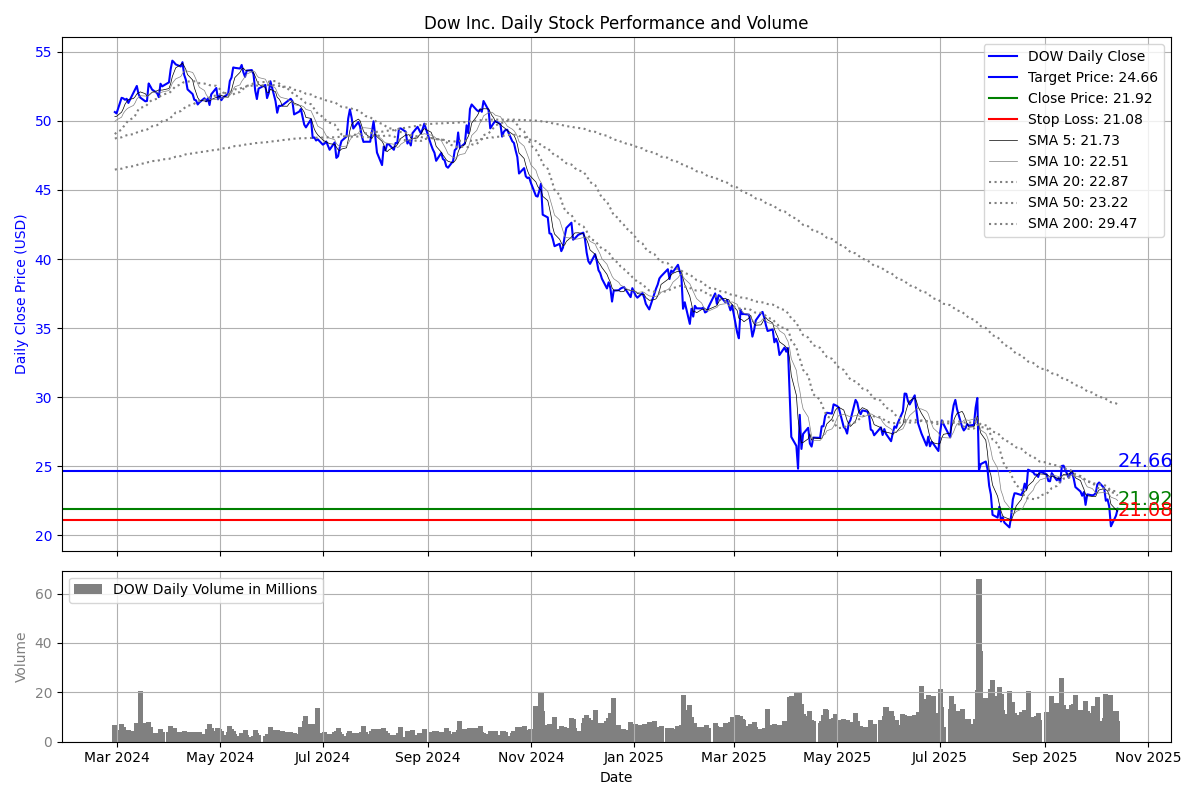 Dow Inc. Daily Stock Performance and Volume
Daily Close Price (USD)
55
50
45
40
35
30
25
20
DOW Daily Close
Target Price: 24.66
Close Price: 21.92
Stop Loss: 21.08
SMA 5: 21.73
SMA 10: 22.51
SMA 20: 22.87
SMA 50: 23.22
SMA 200: 29.47
24.66
21.92
21.08
Volume
60
40
20
0
DOW Daily Volume in Millions
Mar 2024 May 2024 Jul 2024 Sep 2024 Nov 2024 Jan 2025 Mar 2025 May 2025 Jul 2025 Sep 2025 Nov 2025
Date